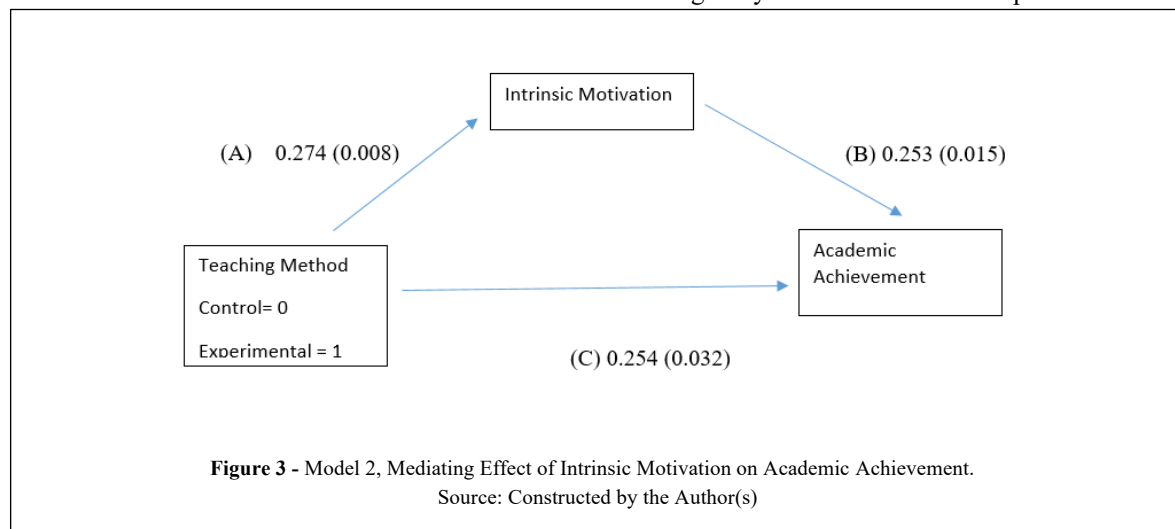 Intrinsic Motivation
(A) 0.274 (0.008)
(B) 0.253 (0.015)
Teaching Method
Control= 0
Experimental = 1
Academic
Achievement
(C) 0.254 (0.032)
Figure 3 - Model 2, Mediating Effect of Intrinsic Motivation on Academic Achievement.
Source: Constructed by the Author(s)